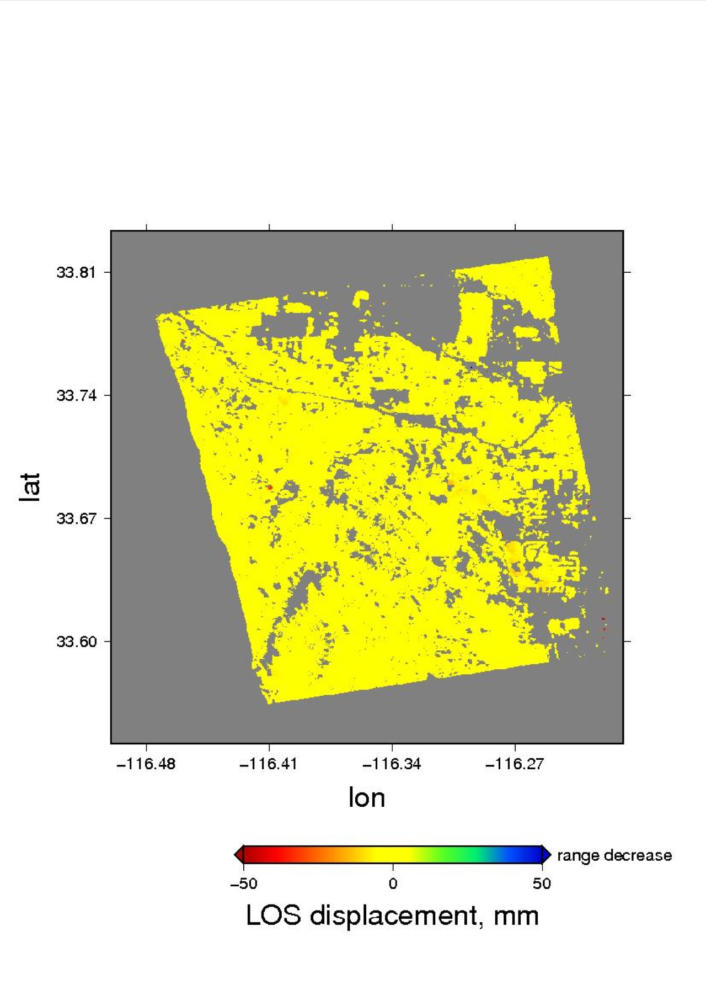 33.81
33.74
33.67
33.60
lat
−116.48 −116.41 −116.34 −116.27
lon
range decrease
−50 0 50
LOS displacement, mm